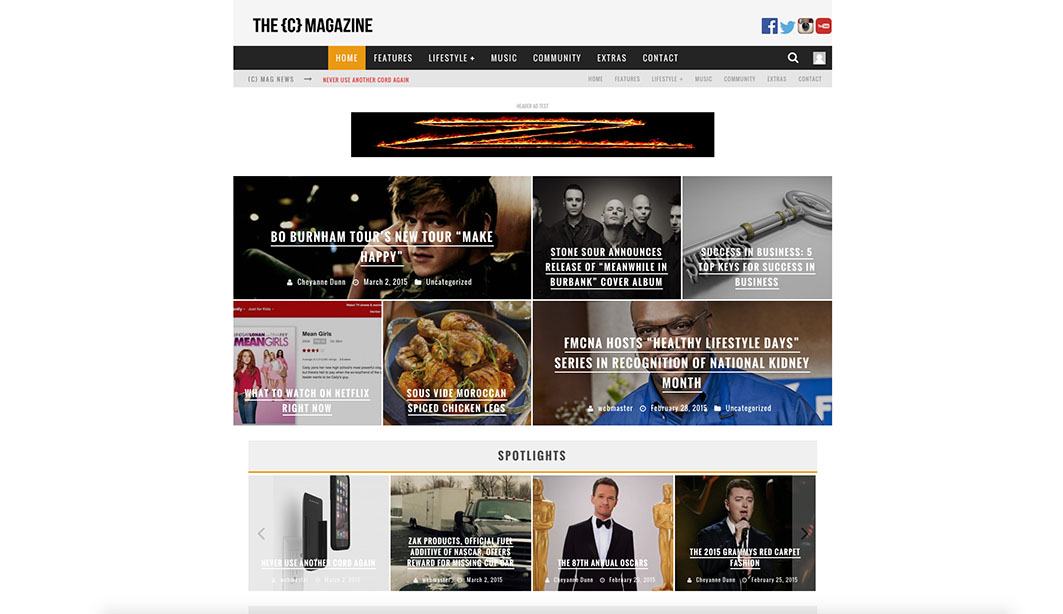 THE {C} MAGAZINE
HOME FEATURES LIFESTYLE + MUSIC COMMUNITY EXTRAS CONTACT
(C) MAG NEWS → NEVER USE ANOTHER CORD AGAIN
HOME FEATURES LIFESTYLE + MUSIC COMMUNITY EXTRAS CONTACT
HEADER AD TEST
BO BURNHAM TOUR'S NEW TOUR “MAKE
HAPPY”
Cheyanne Dunn March 2, 2015 Uncategorized
STONE SOUR ANNOUNCES
RELEASE OF “MEANWHILE IN
BURBANK” COVER ALBUM
SUCCESS IN BUSINESS: 5
TOP KEYS FOR SUCCESS IN
BUSINESS
Just for Kids
Mean Girls
MEAN GIRLS
WHAT TO WATCH ON NETFLIX
RIGHT NOW
SOUS VIDE MOROCCAN
SPICED CHICKEN LEGS
FMCNA HOSTS “HEALTHY LIFESTYLE DAYS”
SERIES IN RECOGNITION OF NATIONAL KIDNEY
MONTH
webmaster February 28, 2015 Uncategorized
SPOTLIGHTS
NEVER USE ANOTHER CORD AGAIN
webmaster March 2, 2015
ZAK PRODUCTS, OFFICIAL FUEL
ADDITIVE OF NASCAR, OFFERS
REWARD FOR MISSING CUP CAR
webmaster March 2, 2015
THE 87TH ANNUAL OSCARS
Cheyanne Dunn February 25, 2015
THE 2015 GRAMMYS RED CARPET
FASHION
Cheyanne Dunn February 25, 2015